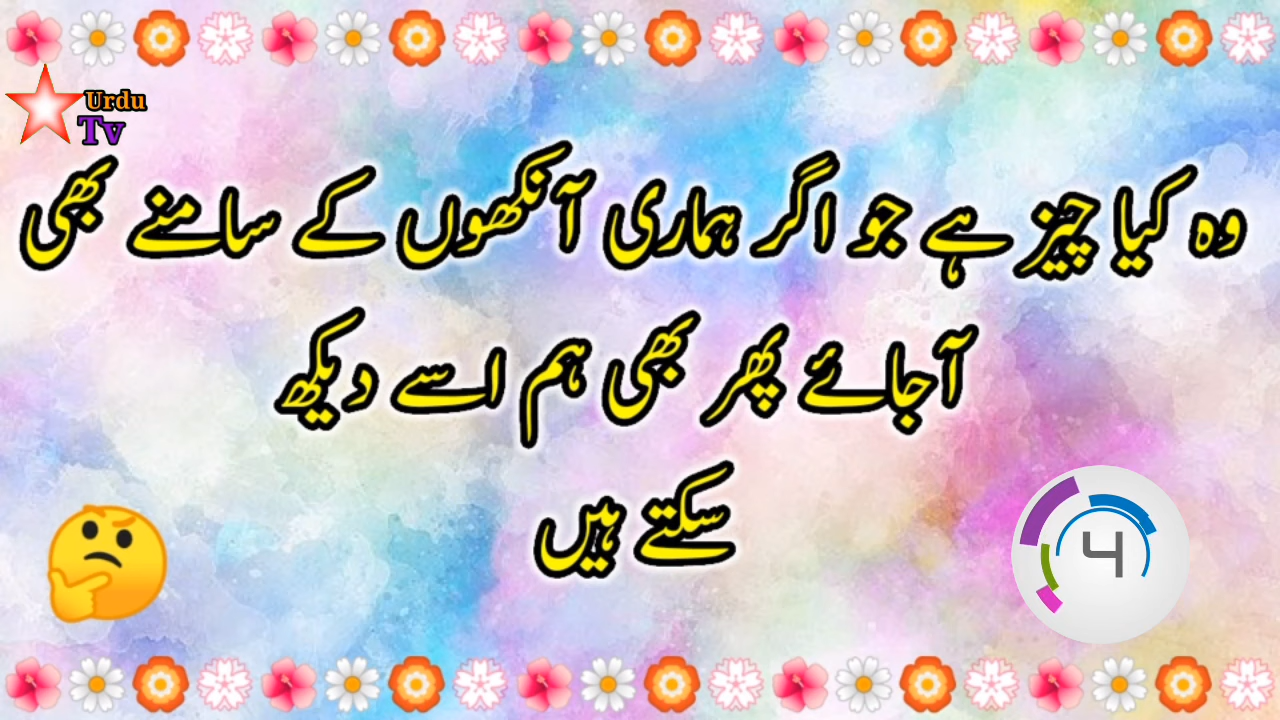 Urdu
Tv
وہ کیا چیز ہے جو اگر ہماری آنکھوں کے سامنے بھی
آجائے پھر بھی ہم اسے دیکھ
سکتے ہیں
4